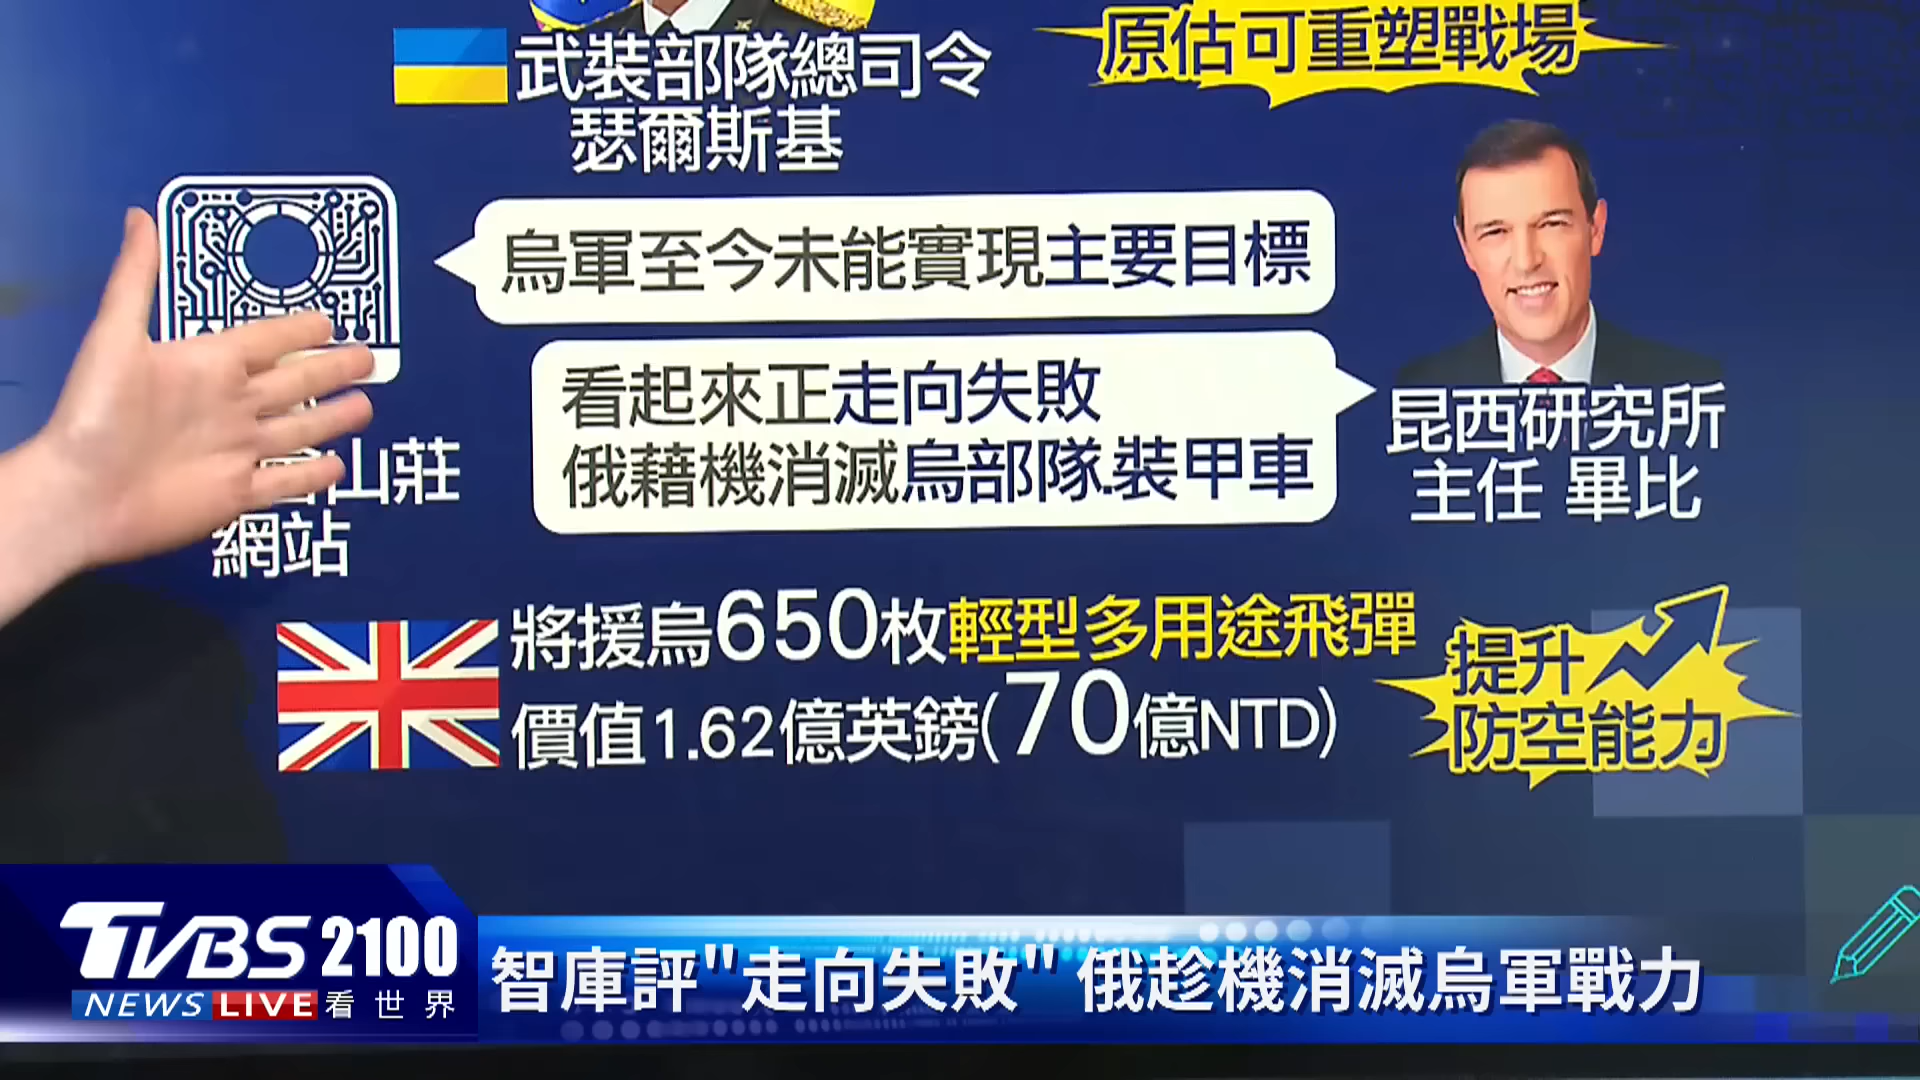 原估可重塑戰場
武裝部隊總司令
瑟爾斯基
烏軍至今未能實現主要目標
看起來正走向失敗
俄藉機消滅烏部隊.裝甲車
昆西研究所
主任 畢比
山莊
網站
將援烏650枚輕型多用途飛彈
價值1.62億英鎊(70億NTD)
提升
防空能力
TVBS 2100
NEWS LIVE 看世界
智庫評"走向失敗" 俄趁機消滅烏軍戰力